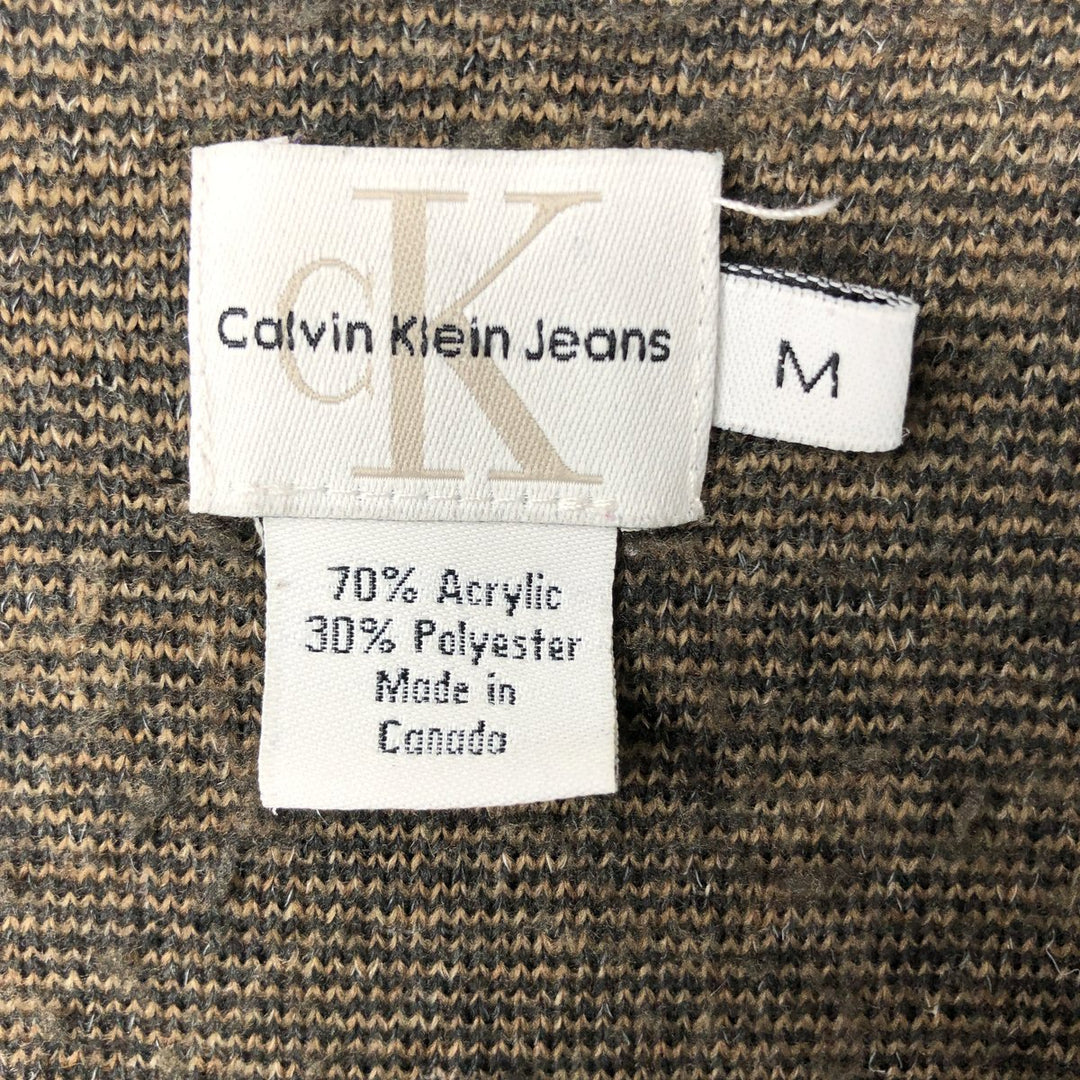 CK
Calvin Klein Jeans
M
70% Acrylic
30% Polyester
Made in
Canada